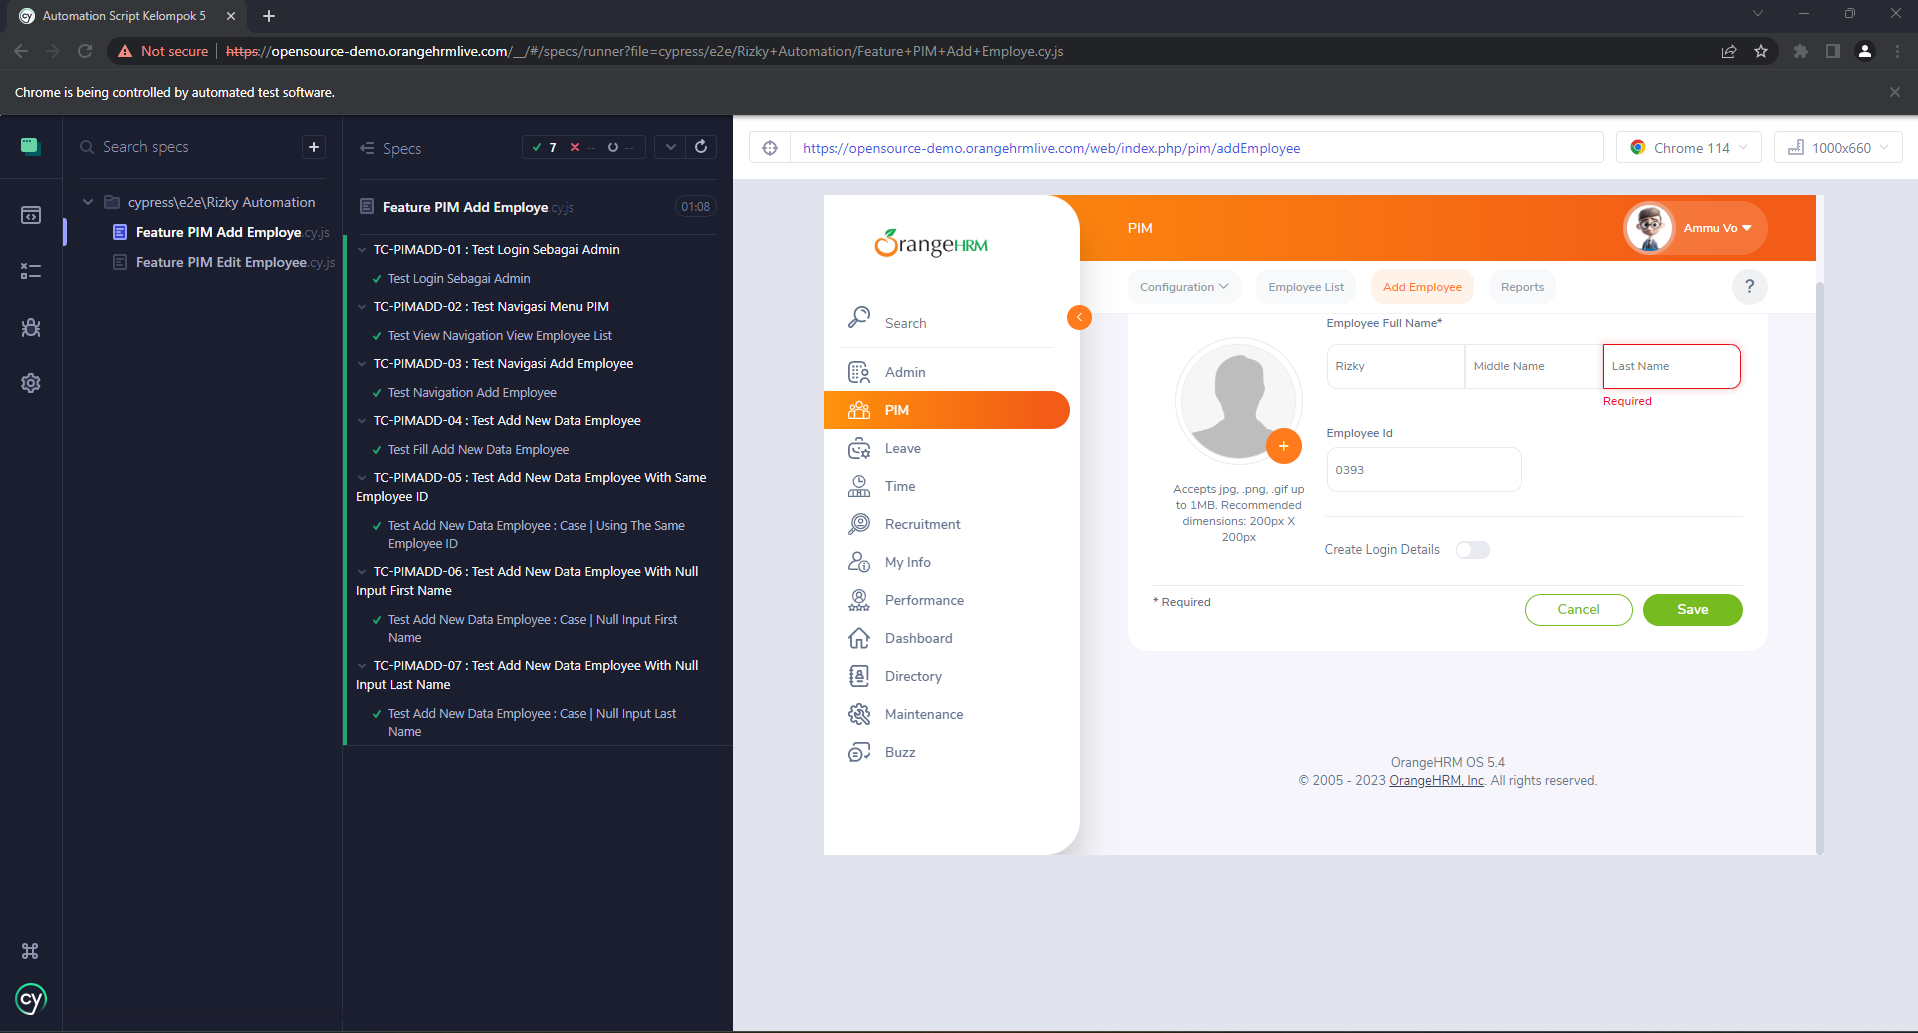 Automation Script Kelompok 5
Not secure
https://opensource-demo.orangehrmlive.com/__/#/specs/runner?file=cypress/e2e/Rizky+Automation/Feature+PIM+Add+Employe.cy.js
Chrome is being controlled by automated test software.
Search specs
cypress\e2e\Rizky Automation
Feature PIM Add Employe.cy.js
Feature PIM Edit Employee.cy.js
cy
Specs
7 -- --
Feature PIM Add Employe.cy.js 01:08
TC-PIMADD-01 : Test Login Sebagai Admin
Test Login Sebagai Admin
TC-PIMADD-02 : Test Navigasi Menu PIM
Test View Navigation View Employee List
TC-PIMADD-03 : Test Navigasi Add Employee
Test Navigation Add Employee
TC-PIMADD-04 : Test Add New Data Employee
Test Fill Add New Data Employee
TC-PIMADD-05 : Test Add New Data Employee With Same
Employee ID
Test Add New Data Employee : Case | Using The Same
Employee ID
TC-PIMADD-06 : Test Add New Data Employee With Null
Input First Name
Test Add New Data Employee : Case | Null Input First
Name
TC-PIMADD-07 : Test Add New Data Employee With Null
Input Last Name
Test Add New Data Employee : Case | Null Input Last
Name
https://opensource-demo.orangehrmlive.com/web/index.php/pim/addEmployee
Chrome 114
1000x660
OrangeHRM
Search
Admin
PIM
Leave
Time
Recruitment
My Info
Performance
Dashboard
Directory
Maintenance
Buzz
PIM
Ammu Vo
Configuration
Employee List
Add Employee
Reports
?
Employee Full Name*
Rizky
Middle Name
Last Name
Required
Employee Id
0393
Accepts jpg, .png, .gif up
to 1MB. Recommended
dimensions: 200px X
200px
Create Login Details
* Required
Cancel
Save
OrangeHRM OS 5.4
© 2005 - 2023 OrangeHRM, Inc. All rights reserved.